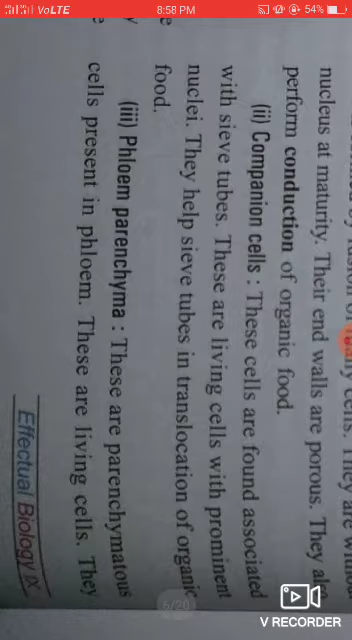 VoLTE
8:58 PM
54%
nucleus at maturity. Their end walls are porous. They also
perform conduction of organic food.
(ii) Companion cells : These cells are found associated
with sieve tubes. These are living cells with prominent
nuclei. They help sieve tubes in translocation of organic
food.
(iii) Phloem parenchyma : These are parenchymatous
cells present in phloem. These are living cells. They
Effectual Biology IX
6/20
V RECORDER